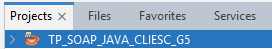 Projects × Files Favorites Services
TP_SOAP_JAVA_CLIESC_G5